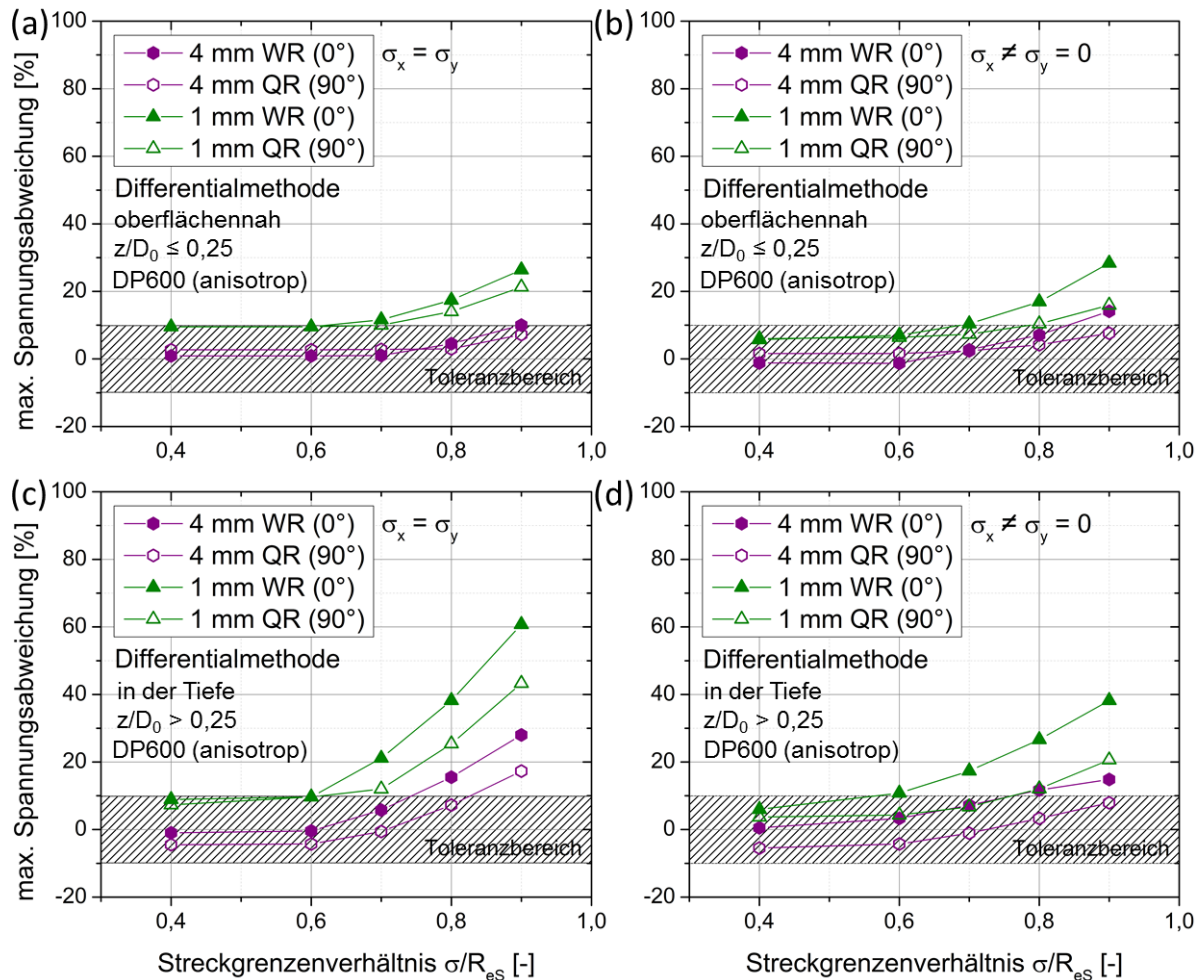 (a)
max. Spannungsabweichung [%]
100
80
60
40
20
0
-20
4 mm WR (0°)
4 mm QR (90°)
1 mm WR (0°)
1 mm QR (90°)
σx = σy
Differentialmethode
oberflächennah
z/D0 ≤ 0,25
DP600 (anisotrop)
Toleranzbereich
0,4 0,6 0,8 1,0
(b)
100
80
60
40
20
0
-20
4 mm WR (0°)
4 mm QR (90°)
1 mm WR (0°)
1 mm QR (90°)
σx ≠ σy = 0
Differentialmethode
oberflächennah
z/D0 ≤ 0,25
DP600 (anisotrop)
Toleranzbereich
0,4 0,6 0,8 1,0
(c)
max. Spannungsabweichung [%]
100
80
60
40
20
0
-20
4 mm WR (0°)
4 mm QR (90°)
1 mm WR (0°)
1 mm QR (90°)
σx = σy
Differentialmethode
in der Tiefe
z/D0 > 0,25
DP600 (anisotrop)
Toleranzbereich
0,4 0,6 0,8 1,0
Streckgrenzenverhältnis σ/ReS [-]
(d)
100
80
60
40
20
0
-20
4 mm WR (0°)
4 mm QR (90°)
1 mm WR (0°)
1 mm QR (90°)
σx ≠ σy = 0
Differentialmethode
in der Tiefe
z/D0 > 0,25
DP600 (anisotrop)
Toleranzbereich
0,4 0,6 0,8 1,0
Streckgrenzenverhältnis σ/ReS [-]